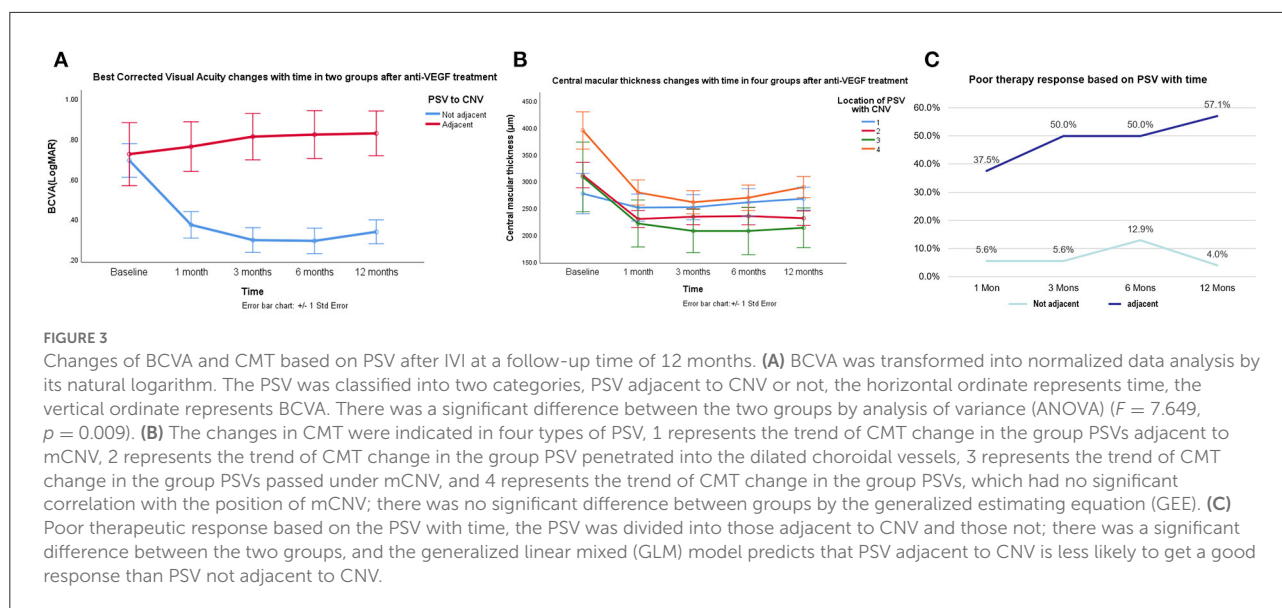 A
Best Corrected Visual Acuity changes with time in two groups after anti-VEGF treatment
PSV to CNV
Not adjacent
Adjacent
BCVA(LogMAR)
1.00
.80
.60
.40
.20
Baseline
1 month
3 months
6 months
12 months
Time
Error bar chart: +/- 1 Std Error
B
Central macular thickness changes with time in four groups after anti-VEGF treatment
Location of PSV
with CNV
1
2
3
4
Central macular thickness (µm)
450.0
400.0
350.0
300.0
250.0
200.0
150.0
Baseline
1 month
3 months
6 months
12 months
Time
Error bar chart: +/- 1 Std Error
C
Poor therapy response based on PSV with time
60.0%
50.0%
40.0%
30.0%
20.0%
10.0%
0.0%
37.5%
50.0%
50.0%
57.1%
5.6%
5.6%
12.9%
4.0%
1 Mon
3 Mons
6 Mons
12 Mons
Not adjacent
adjacent
FIGURE 3
Changes of BCVA and CMT based on PSV after IVI at a follow-up time of 12 months. (A) BCVA was transformed into normalized data analysis by
its natural logarithm. The PSV was classified into two categories, PSV adjacent to CNV or not, the horizontal ordinate represents time, the
vertical ordinate represents BCVA. There was a significant difference between the two groups by analysis of variance (ANOVA) (F = 7.649,
p = 0.009). (B) The changes in CMT were indicated in four types of PSV, 1 represents the trend of CMT change in the group PSVs adjacent to
mCNV, 2 represents the trend of CMT change in the group PSV penetrated into the dilated choroidal vessels, 3 represents the trend of CMT
change in the group PSVs passed under mCNV, and 4 represents the trend of CMT change in the group PSVs, which had no significant
correlation with the position of mCNV; there was no significant difference between groups by the generalized estimating equation (GEE). (C)
Poor therapeutic response based on the PSV with time, the PSV was divided into those adjacent to CNV and those not; there was a significant
difference between the two groups, and the generalized linear mixed (GLM) model predicts that PSV adjacent to CNV is less likely to get a good
response than PSV not adjacent to CNV.